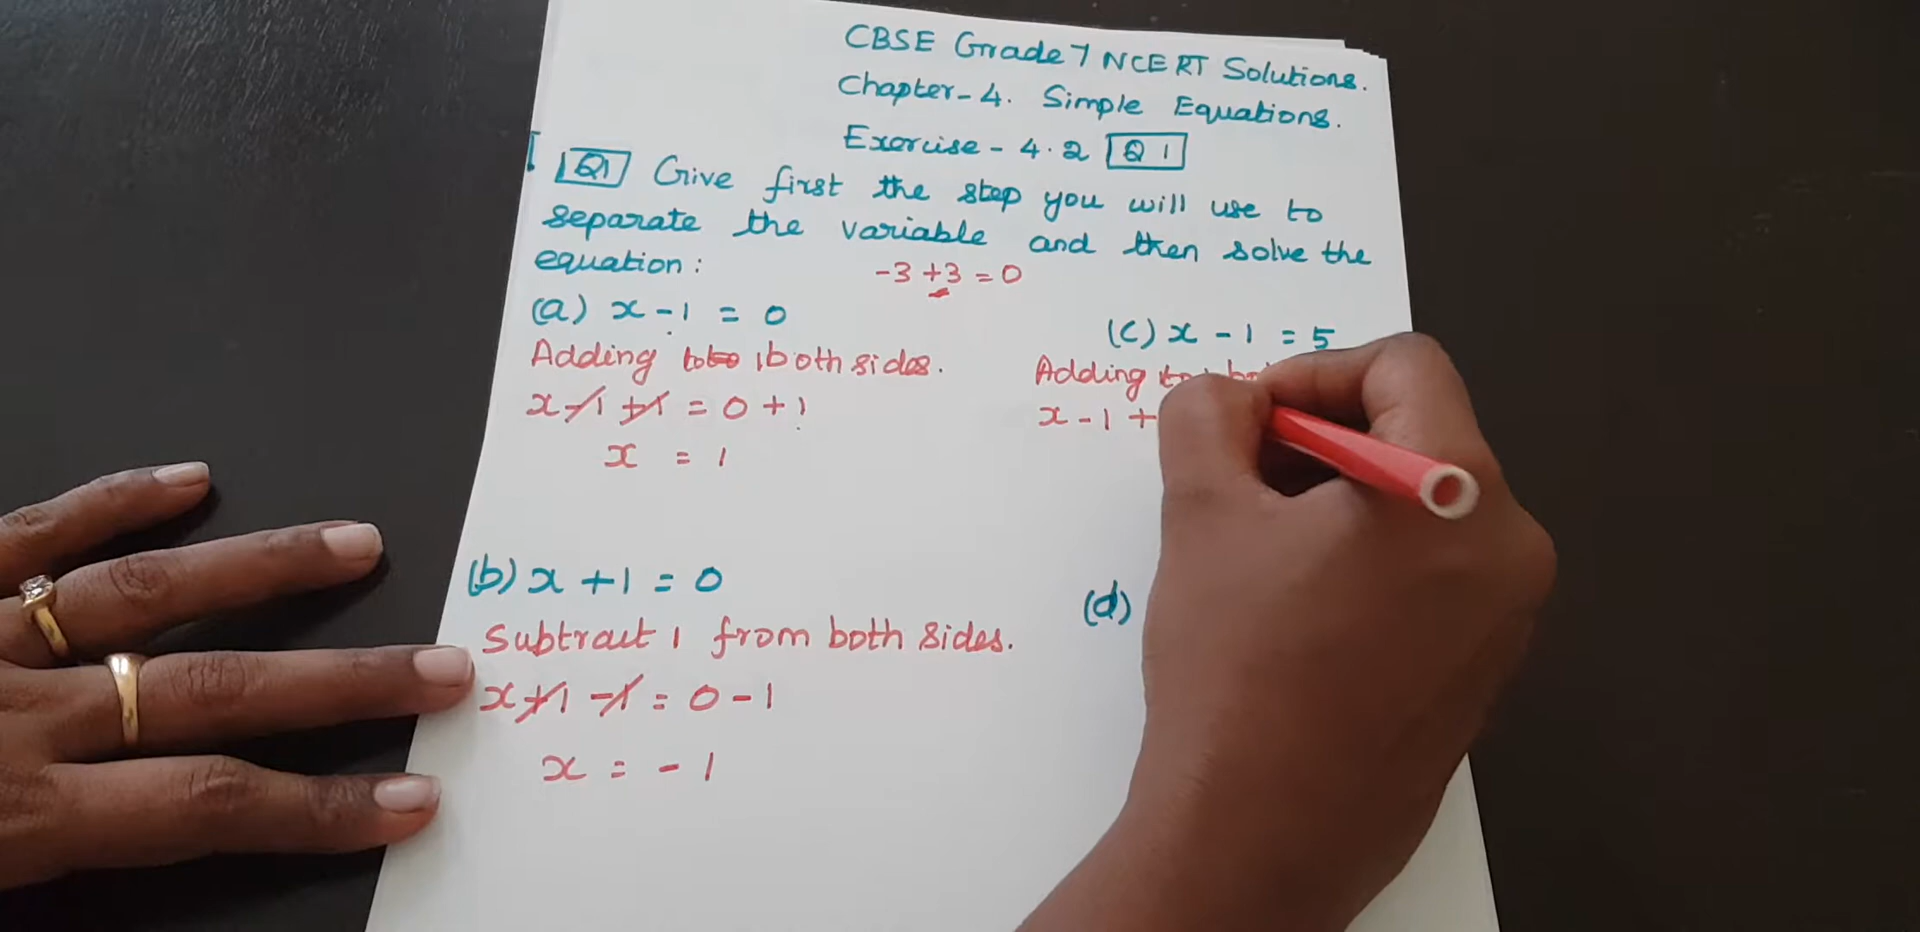 CBSE Grade 7 NCERT Solutions.
Chapter-4. Simple Equations.
Exercise - 4.2 Q1
Q1 Give first the step you will use to
separate the variable and then solve the
equation:
-3 +3 = 0
(a) x - 1 = 0
Adding 1 both sides.
x - 1 + 1 = 0 + 1
x = 1
(b) x + 1 = 0
Subtract 1 from both sides.
x + 1 - 1 = 0 - 1
x = - 1
(c) x - 1 = 5
Adding
x - 1 +
(d)